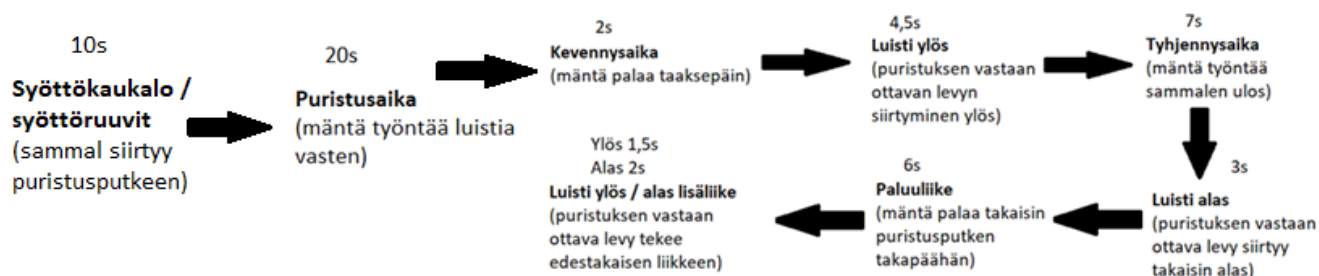 10s
Syöttökaukalo /
syöttöruuvit
(sammal siirtyy
puristusputkeen)
20s
Puristusaika
(mäntä työntää luistia
vasten)
2s
Kevennysaika
(mäntä palaa taaksepäin)
4,5s
Luisti ylös
(puristuksen vastaan
ottavan levyn
siirtyminen ylös)
7s
Tyhjennysaika
(mäntä työntää
sammalen ulos)
3s
Luisti alas
(puristuksen vastaan
ottava levy siirtyy
takaisin alas)
6s
Paluuliike
(mäntä palaa takaisin
puristusputken
takapäähän)
Ylös 1,5s
Alas 2s
Luisti ylös / alas lisäliike
(puristuksen vastaan
ottava levy tekee
edestakaisen liikkeen)